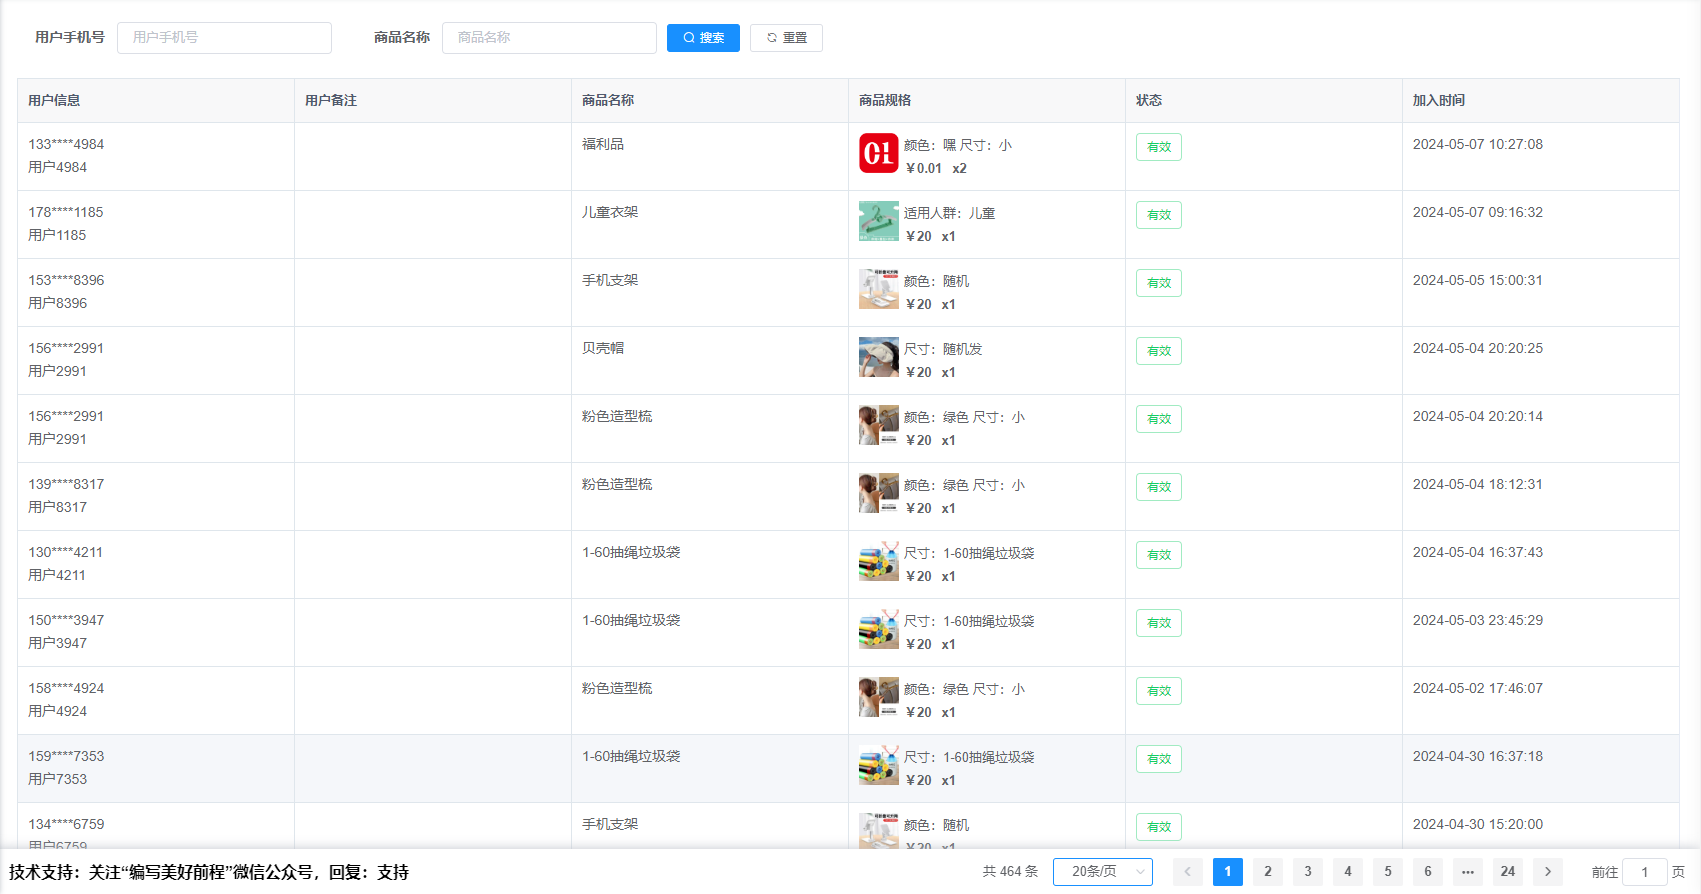 用户手机号 用户手机号 商品名称 商品名称 搜索 重置
用户信息 用户备注 商品名称 商品规格 状态 加入时间
133****4984 福利品 01 颜色：嘿 尺寸：小 有效 2024-05-07 10:27:08
用户4984 ￥0.01 x2
178****1185 儿童衣架 适用人群：儿童 有效 2024-05-07 09:16:32
用户1185 ￥20 x1
153****8396 手机支架 颜色：随机 有效 2024-05-05 15:00:31
用户8396 ￥20 x1
156****2991 贝壳帽 尺寸：随机发 有效 2024-05-04 20:20:25
用户2991 ￥20 x1
156****2991 粉色造型梳 颜色：绿色 尺寸：小 有效 2024-05-04 20:20:14
用户2991 ￥20 x1
139****8317 粉色造型梳 颜色：绿色 尺寸：小 有效 2024-05-04 18:12:31
用户8317 ￥20 x1
130****4211 1-60抽绳垃圾袋 尺寸：1-60抽绳垃圾袋 有效 2024-05-04 16:37:43
用户4211 ￥20 x1
150****3947 1-60抽绳垃圾袋 尺寸：1-60抽绳垃圾袋 有效 2024-05-03 23:45:29
用户3947 ￥20 x1
158****4924 粉色造型梳 颜色：绿色 尺寸：小 有效 2024-05-02 17:46:07
用户4924 ￥20 x1
159****7353 1-60抽绳垃圾袋 尺寸：1-60抽绳垃圾袋 有效 2024-04-30 16:37:18
用户7353 ￥20 x1
134****6759 手机支架 颜色：随机 有效 2024-04-30 15:20:00
用户6759 ￥20 x1
技术支持：关注“编写美好前程”微信公众号，回复：支持 共 464 条 20条/页 1 2 3 4 5 6 ··· 24 前往 1 页